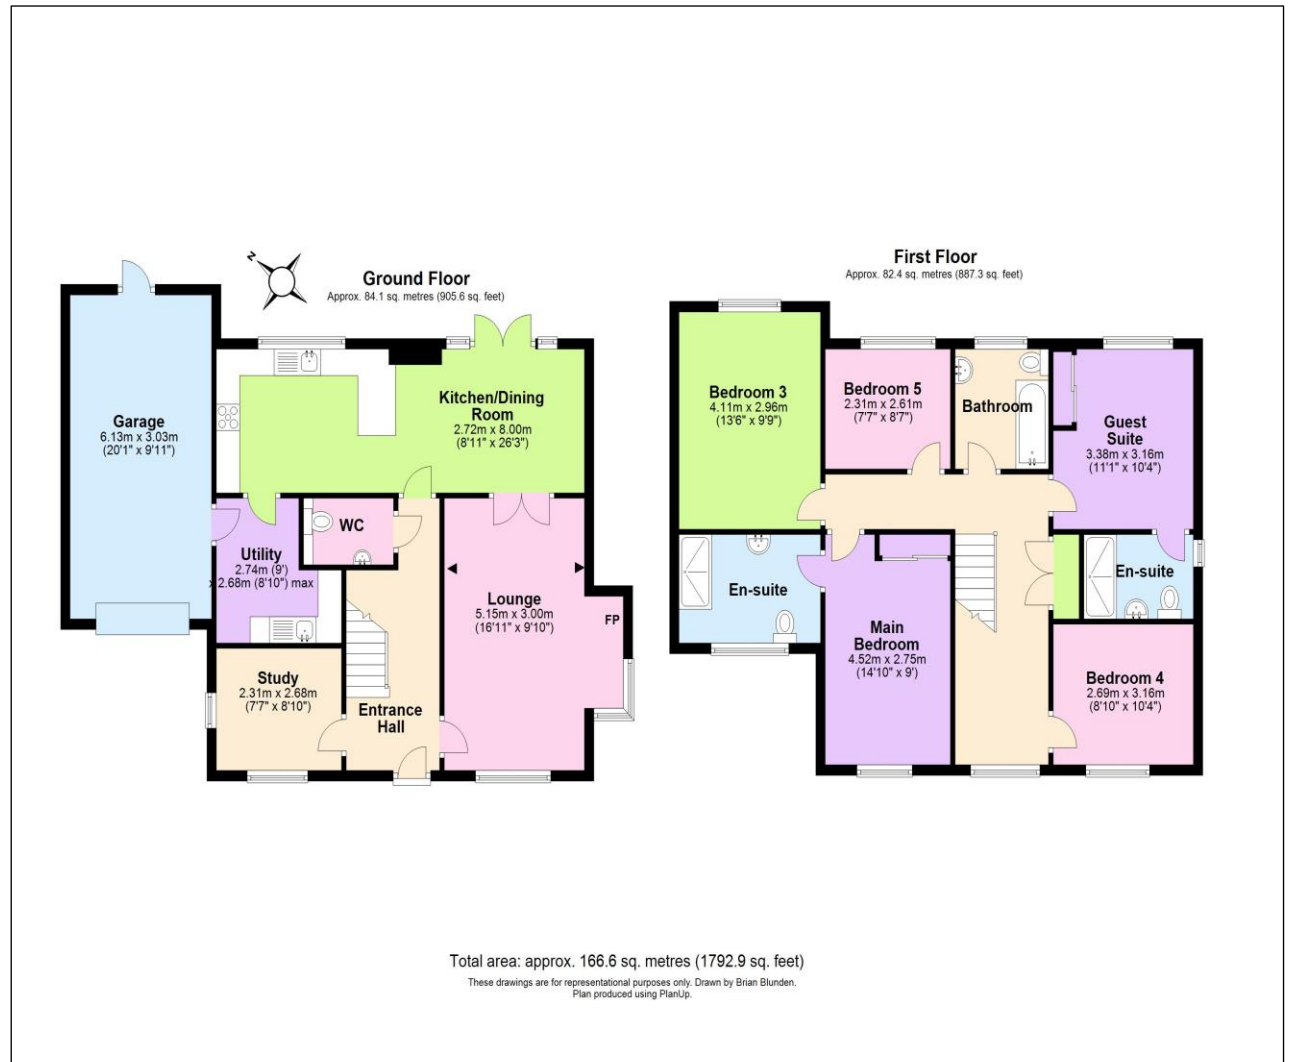 N
Ground Floor
Approx. 84.1 sq. metres (905.6 sq. feet)
Garage
6.13m x 3.03m
(20'1" x 9'11")
Kitchen/Dining
Room
2.72m x 8.00m
(8'11" x 26'3")
WC
Utility
2.74m (9')
x 2.68m (8'10") max
Lounge
5.15m x 3.00m
(16'11" x 9'10")
FP
Study
2.31m x 2.68m
(7'7" x 8'10")
Entrance
Hall
First Floor
Approx. 82.4 sq. metres (887.3 sq. feet)
Bedroom 3
4.11m x 2.96m
(13'6" x 9'9")
Bedroom 5
2.31m x 2.61m
(7'7" x 8'7")
Bathroom
Guest
Suite
3.38m x 3.16m
(11'1" x 10'4")
En-suite
En-suite
Main
Bedroom
4.52m x 2.75m
(14'10" x 9')
Bedroom 4
2.69m x 3.16m
(8'10" x 10'4")
Total area: approx. 166.6 sq. metres (1792.9 sq. feet)
These drawings are for representational purposes only. Drawn by Brian Blunden.
Plan produced using PlanUp.